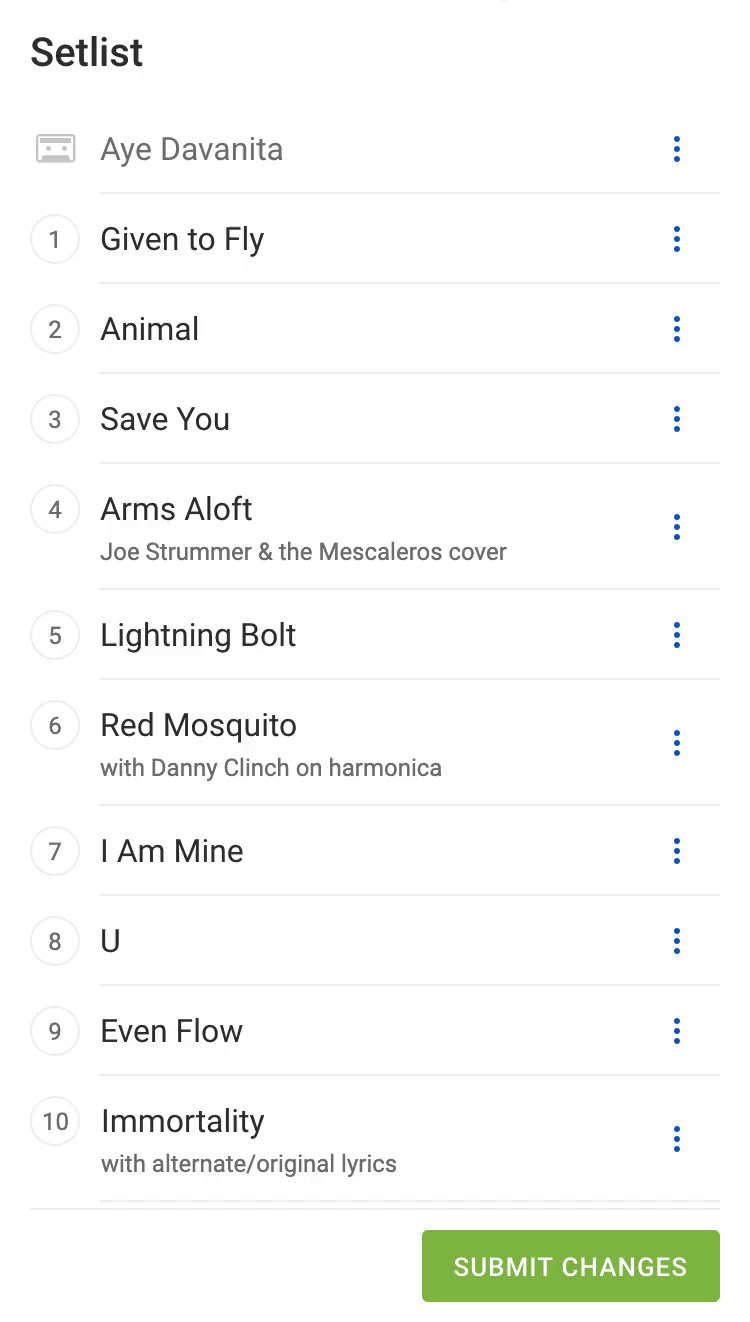 Setlist
Aye Davanita
1 Given to Fly
2 Animal
3 Save You
4 Arms Aloft
Joe Strummer & the Mescaleros cover
5 Lightning Bolt
6 Red Mosquito
with Danny Clinch on harmonica
7 I Am Mine
8 U
9 Even Flow
10 Immortality
with alternate/original lyrics
SUBMIT CHANGES